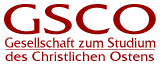 GSCO
Gesellschaft zum Studium
des Christlichen Ostens